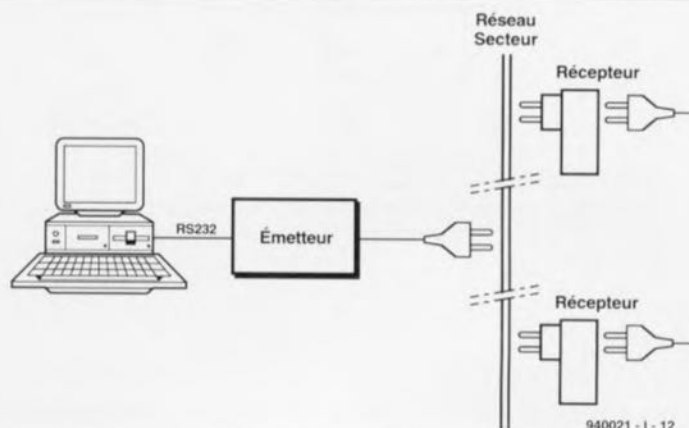 Réseau
Secteur
Récepteur
RS232
Émetteur
Récepteur
940021 - I - 12